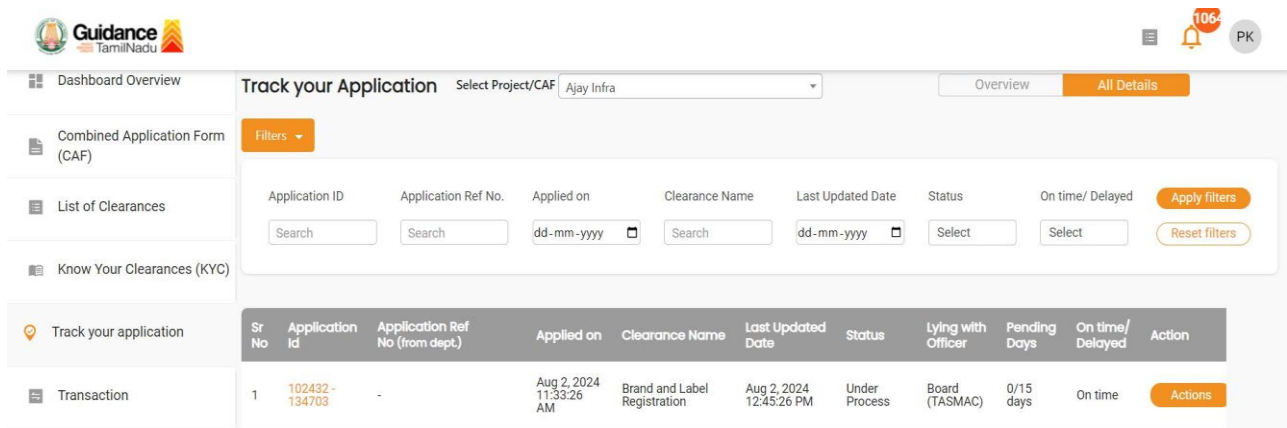 Guidance
TamilNadu
1064
PK
Dashboard Overview
Track your Application
Select Project/CAF
Ajay Infra
Overview
All Details
Combined Application Form
(CAF)
Filters
List of Clearances
Application ID
Application Ref No.
Applied on
Clearance Name
Last Updated Date
Status
On time/ Delayed
Apply filters
Search
Search
dd-mm-yyyy
Search
dd-mm-yyyy
Select
Select
Reset filters
Know Your Clearances (KYC)
Track your application
Sr
No
Application
Id
Application Ref
No (from dept.)
Applied on
Clearance Name
Last Updated
Date
Status
Lying with
Officer
Pending
Days
On time/
Delayed
Action
Transaction
1
102432 -
134703
-
Aug 2, 2024
11:33:26
AM
Brand and Label
Registration
Aug 2, 2024
12:45:26 PM
Under
Process
Board
(TASMAC)
0/15
days
On time
Actions